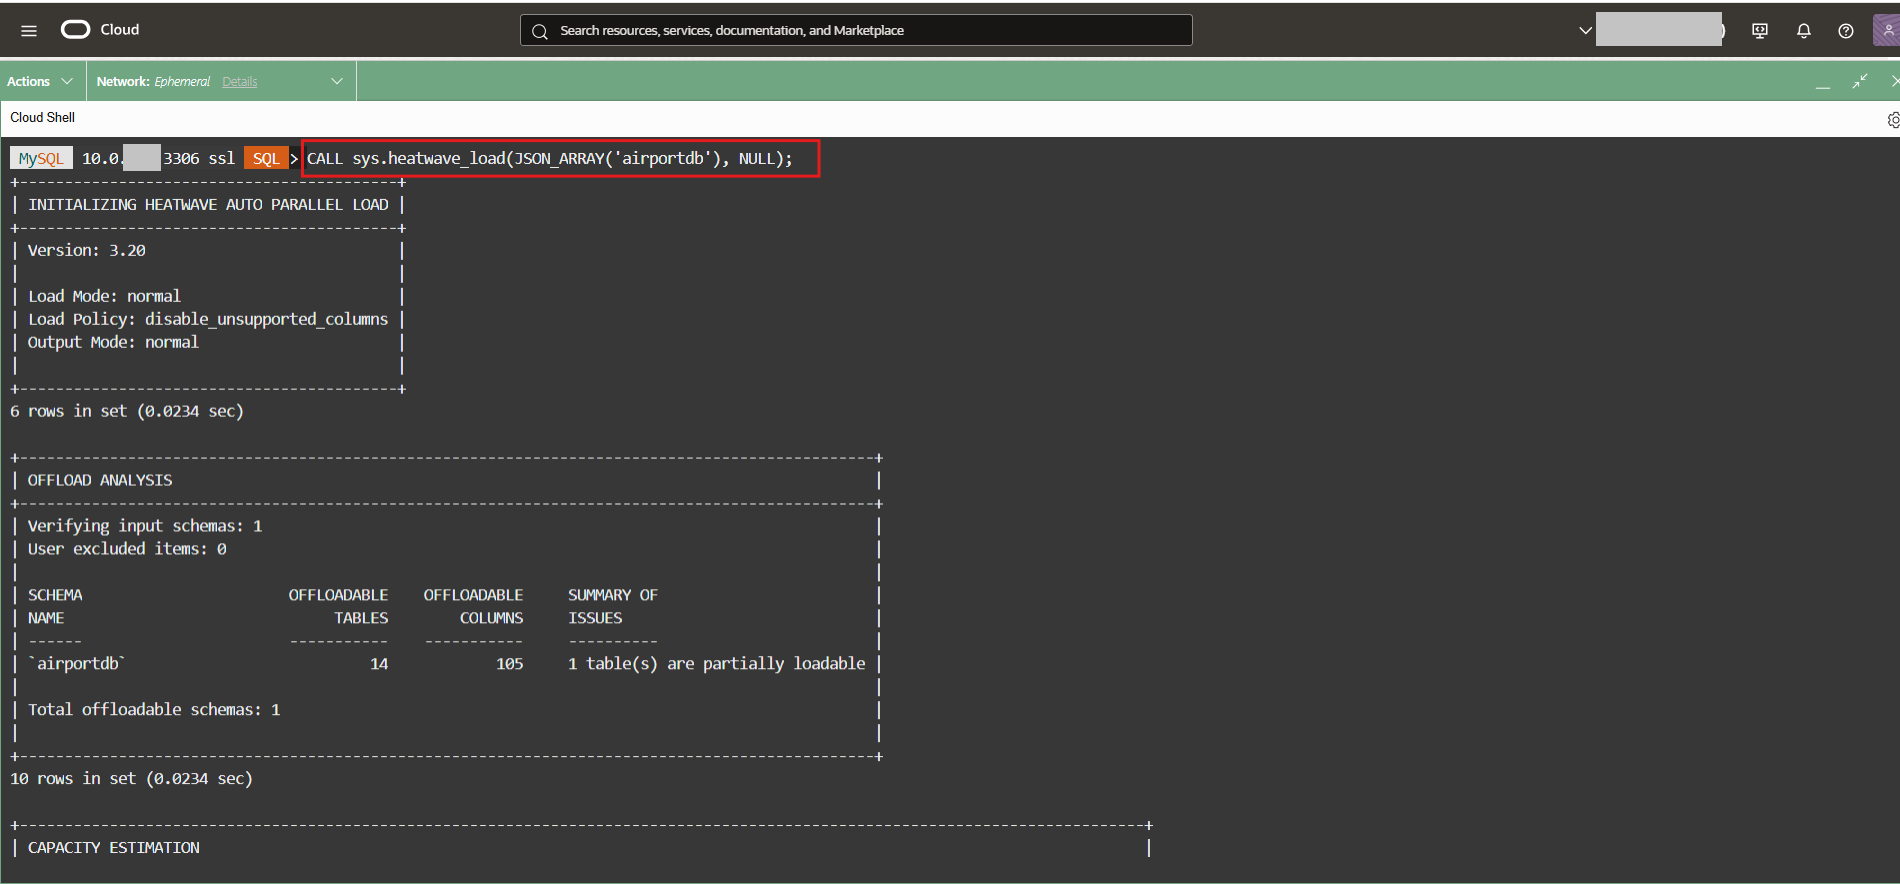 Cloud
Search resources, services, documentation, and Marketplace
Actions
Network: Ephemeral Details
Cloud Shell
MySQL 10.0. 3306 ssl SQL > CALL sys.heatwave_load(JSON_ARRAY('airportdb'), NULL);
+------------------------------------------+
| INITIALIZING HEATWAVE AUTO PARALLEL LOAD |
+------------------------------------------+
| Version: 3.20 |
| |
| Load Mode: normal |
| Load Policy: disable_unsupported_columns |
| Output Mode: normal |
| |
+------------------------------------------+
6 rows in set (0.0234 sec)
+-----------------------------------------------------------------------------------------------+
| OFFLOAD ANALYSIS |
+-----------------------------------------------------------------------------------------------+
| Verifying input schemas: 1 |
| User excluded items: 0 |
| |
| SCHEMA OFFLOADABLE OFFLOADABLE SUMMARY OF |
| NAME TABLES COLUMNS ISSUES |
| ------ ----------- ----------- ---------- |
| `airportdb` 14 105 1 table(s) are partially loadable |
| |
| Total offloadable schemas: 1 |
| |
+-----------------------------------------------------------------------------------------------+
10 rows in set (0.0234 sec)
+-----------------------------------------------------------------------------------------------------------------------------+
| CAPACITY ESTIMATION |